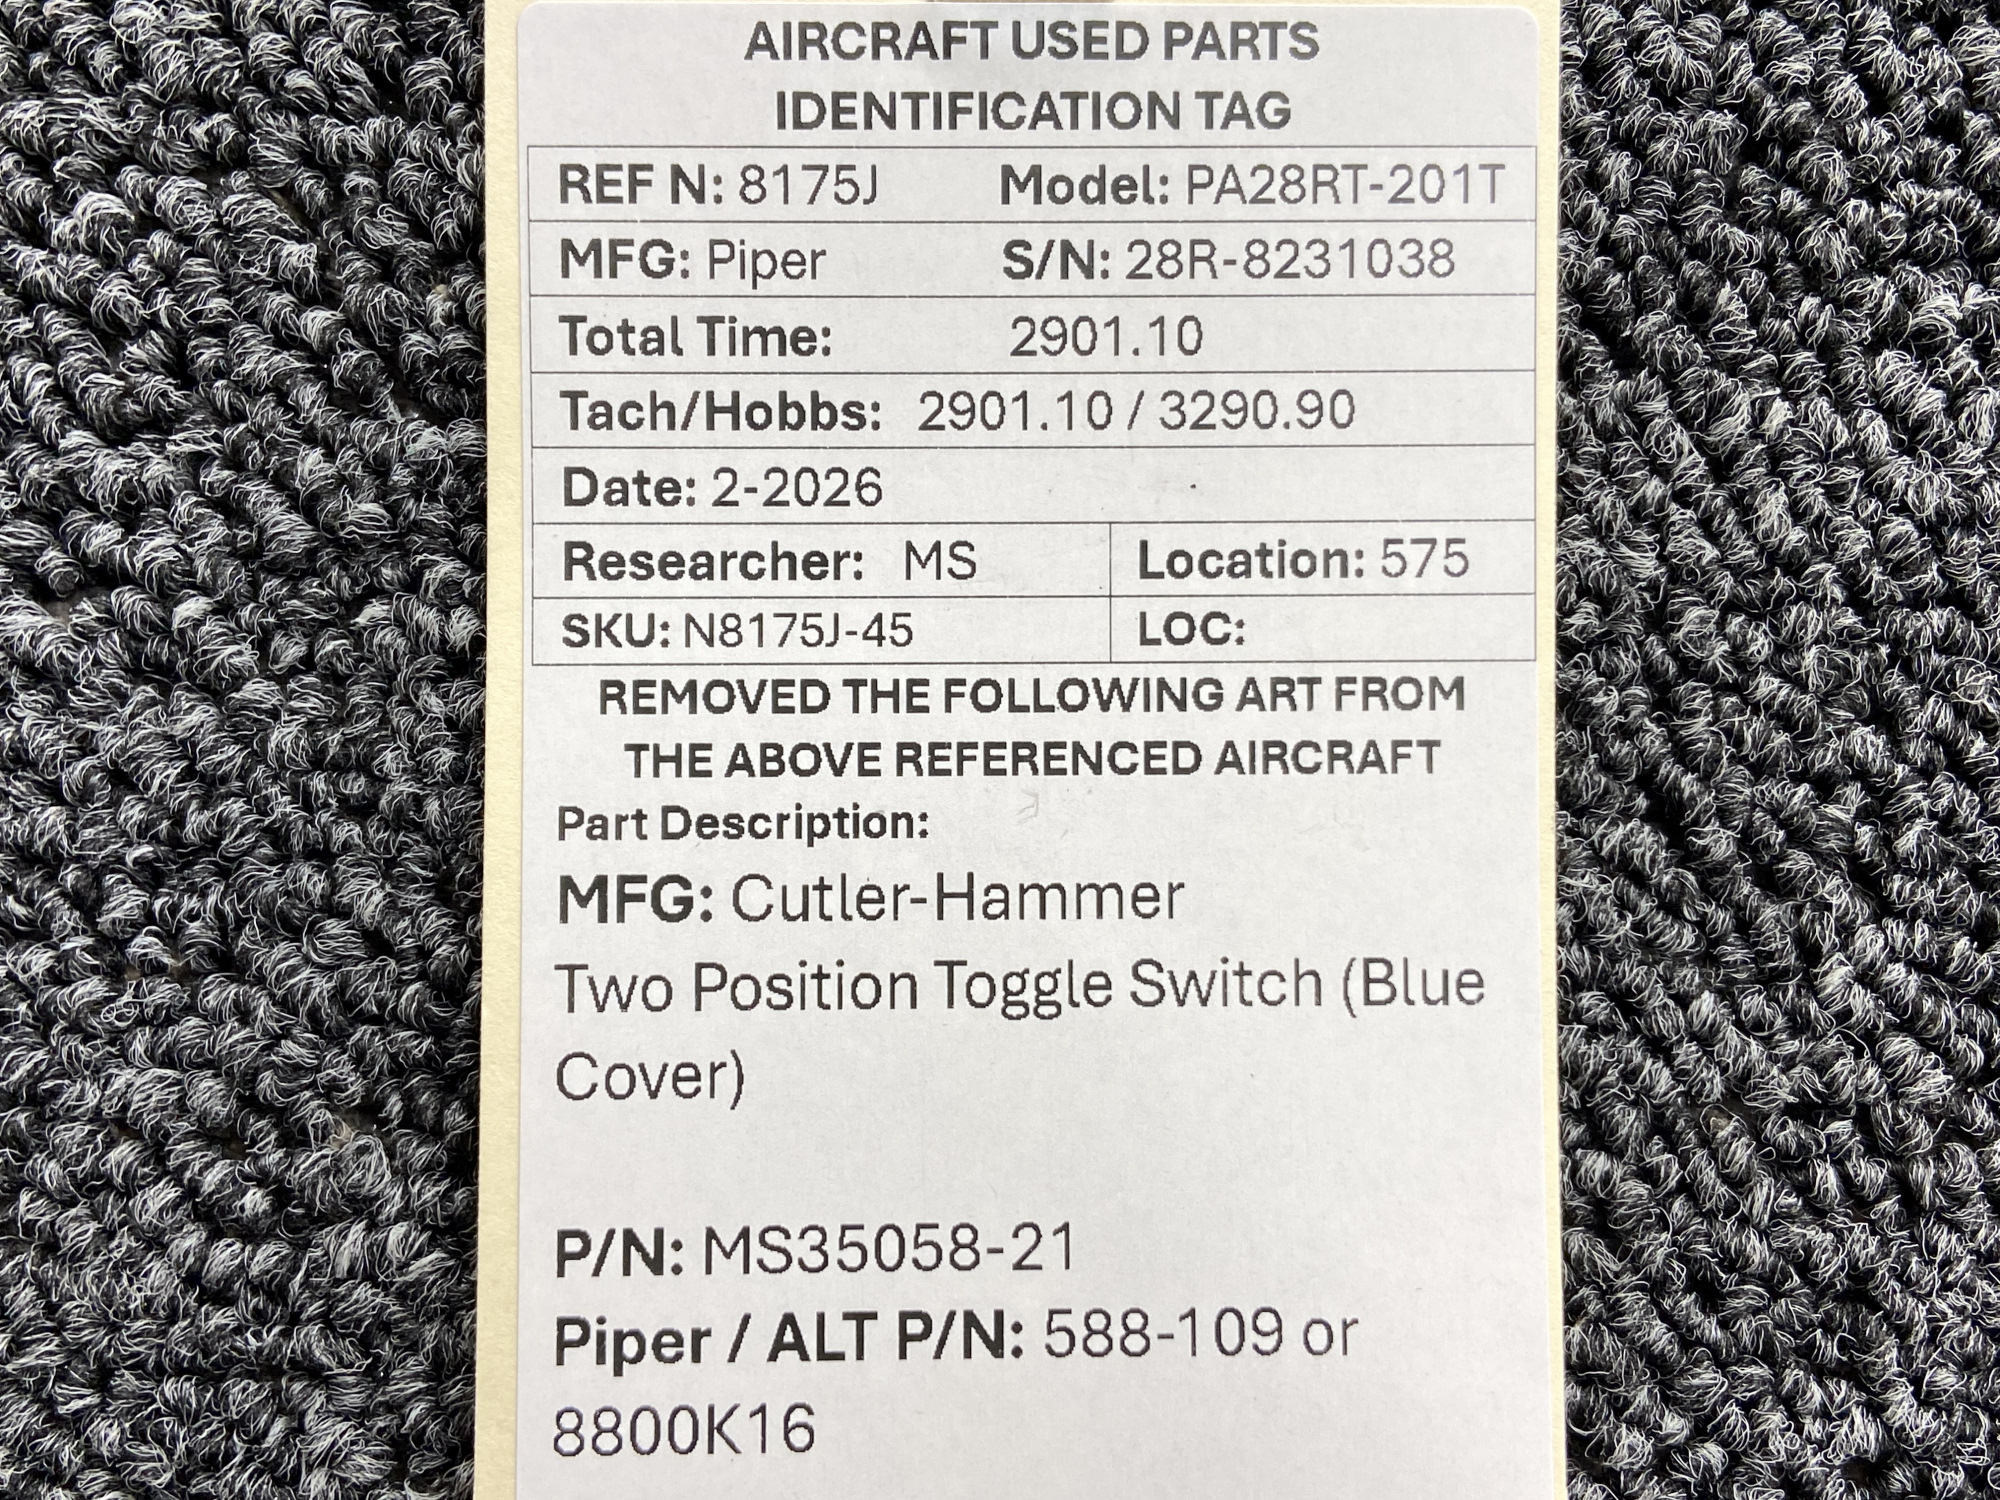 AIRCRAFT USED PARTS
IDENTIFICATION TAG
REF N: 8175J Model: PA28RT-201T
MFG: Piper S/N: 28R-8231038
Total Time: 2901.10
Tach/Hobbs: 2901.10 / 3290.90
Date: 2-2026
Researcher: MS Location: 575
SKU: N8175J-45 LOC:
REMOVED THE FOLLOWING ART FROM
THE ABOVE REFERENCED AIRCRAFT
Part Description:
MFG: Cutler-Hammer
Two Position Toggle Switch (Blue
Cover)
P/N: MS35058-21
Piper / ALT P/N: 588-109 or
8800K16